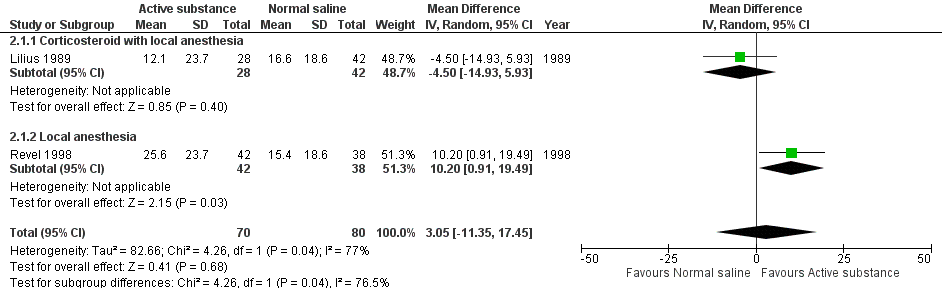 Active substance Normal saline Mean Difference Mean Difference
Study or Subgroup Mean SD Total Mean SD Total Weight IV, Random, 95% CI Year IV, Random, 95% CI
2.1.1 Corticosteroid with local anesthesia
Lilius 1989 12.1 23.7 28 16.6 18.6 42 48.7% -4.50 [-14.93, 5.93] 1989
Subtotal (95% CI) 28 42 48.7% -4.50 [-14.93, 5.93]
Heterogeneity: Not applicable
Test for overall effect: Z = 0.85 (P = 0.40)
2.1.2 Local anesthesia
Revel 1998 25.6 23.7 42 15.4 18.6 38 51.3% 10.20 [0.91, 19.49] 1998
Subtotal (95% CI) 42 38 51.3% 10.20 [0.91, 19.49]
Heterogeneity: Not applicable
Test for overall effect: Z = 2.15 (P = 0.03)
Total (95% CI) 70 80 100.0% 3.05 [-11.35, 17.45]
Heterogeneity: Tau² = 82.66; Chi² = 4.26, df = 1 (P = 0.04); I² = 77%
Test for overall effect: Z = 0.41 (P = 0.68)
Test for subgroup differences: Chi² = 4.26, df = 1 (P = 0.04), I² = 76.5%
-50 -25 0 25 50
Favours Normal saline Favours Active substance